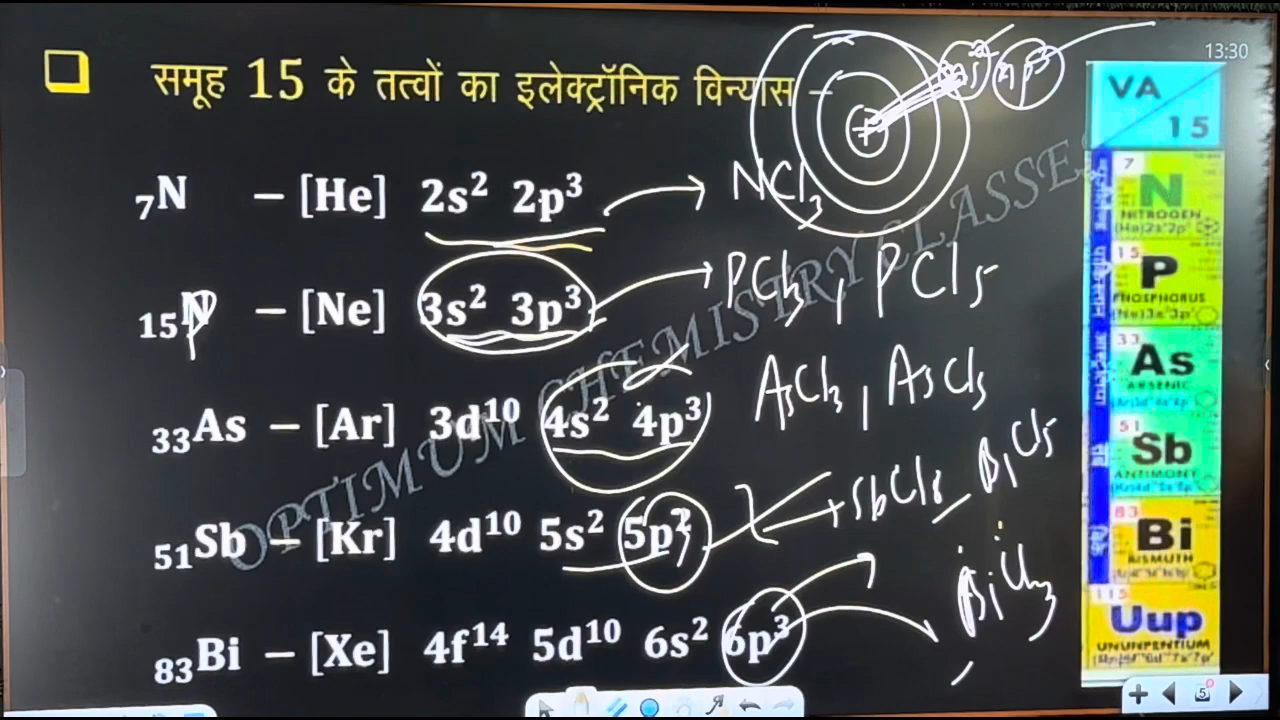 13:30
समूह 15 के तत्वों का इलेक्ट्रॉनिक विन्यास –
7N – [He] 2s² 2p³ → NCl3
15P – [Ne] 3s² 3p³ → PCl3, PCl5
33As – [Ar] 3d¹⁰ 4s² 4p³ AsCl3, AsCl5
51Sb – [Kr] 4d¹⁰ 5s² 5p³
BiCl5
83Bi – [Xe] 4f¹⁴ 5d¹⁰ 6s² 6p³
BiCl3
OPTIMUM CHEMISTRY CLASSES
VA
15
7
N
NITROGEN
15
P
PHOSPHORUS
33
As
ARSENIC
51
Sb
ANTIMONY
83
Bi
BISMUTH
115
Uup
UNUNPENTIUM
5